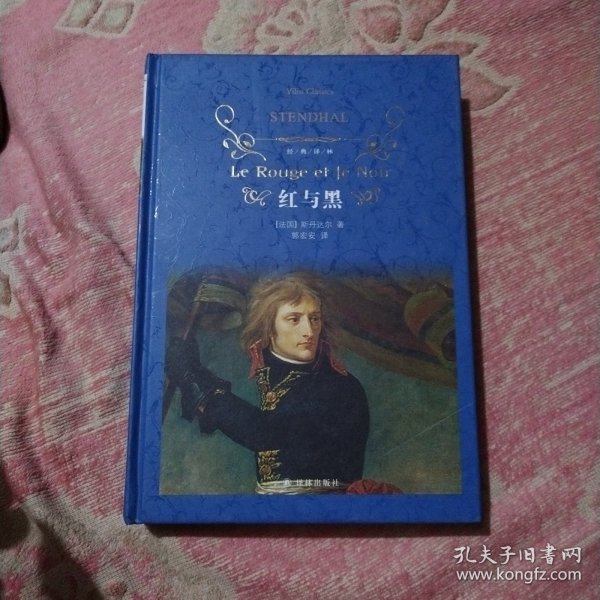 Yilin Classics
STENDHAL
经/典/译/林
Le Rouge et le Noir
红与黑
[法国] 斯丹达尔 著
郭宏安 译
译林出版社
孔夫子旧书网
www.kongfz.com